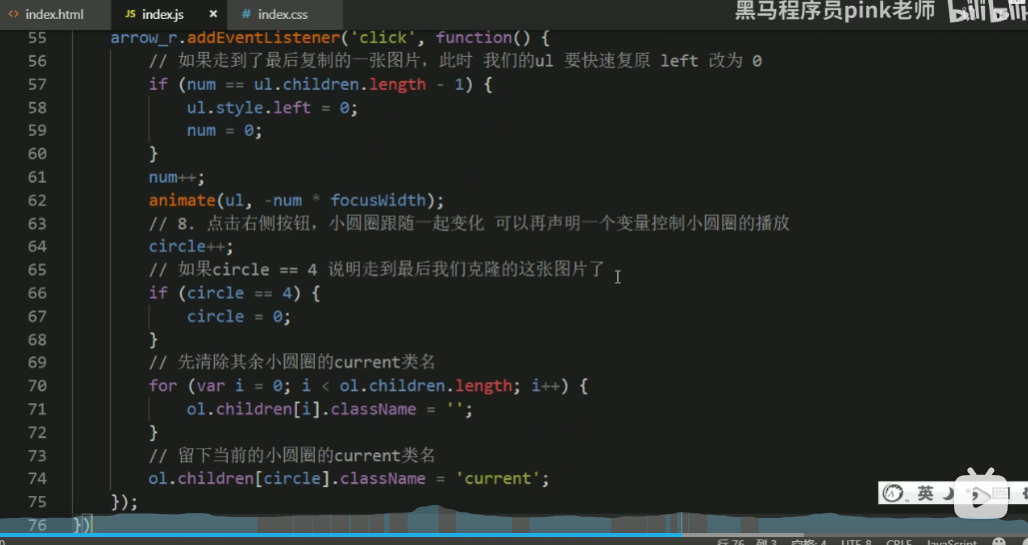 <> index.html
JS index.js ×
# index.css
黑马程序员pink老师 bilibili
55 arrow_r.addEventListener('click', function() {
56 // 如果走到了最后复制的一张图片，此时 我们的ul 要快速复原 left 改为 0
57 if (num == ul.children.length - 1) {
58 ul.style.left = 0;
59 num = 0;
60 }
61 num++;
62 animate(ul, -num * focusWidth);
63 // 8. 点击右侧按钮，小圆圈跟随一起变化 可以再声明一个变量控制小圆圈的播放
64 circle++;
65 // 如果circle == 4 说明走到最后我们克隆的这张图片了
66 if (circle == 4) {
67 circle = 0;
68 }
69 // 先清除其余小圆圈的current类名
70 for (var i = 0; i < ol.children.length; i++) {
71 ol.children[i].className = '';
72 }
73 // 留下当前的小圆圈的current类名
74 ol.children[circle].className = 'current';
75 });
76 })
英
行 76，列 3 空格: 4 UTF-8 CRLF JavaScript